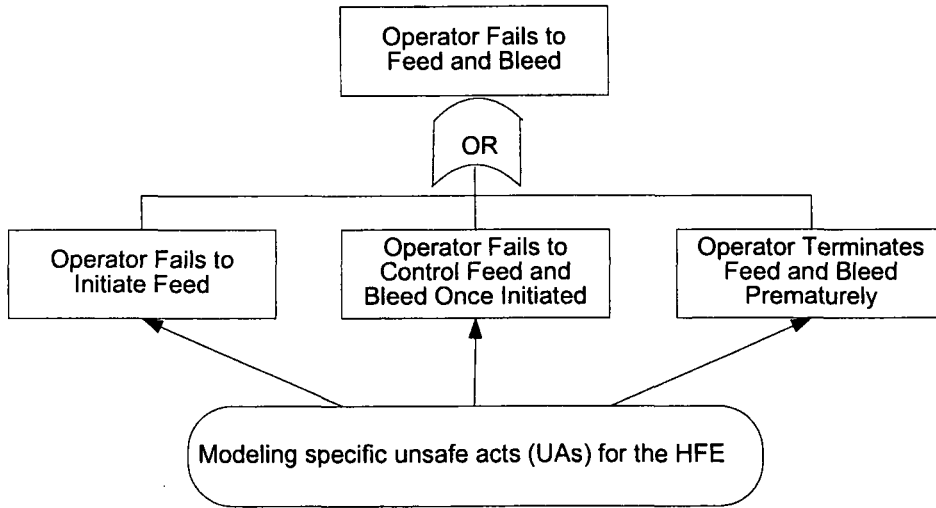 Operator Fails to
Feed and Bleed
OR
Operator Fails to
Initiate Feed
Operator Fails to
Control Feed and
Bleed Once Initiated
Operator Terminates
Feed and Bleed
Prematurely
Modeling specific unsafe acts (UAs) for the HFE